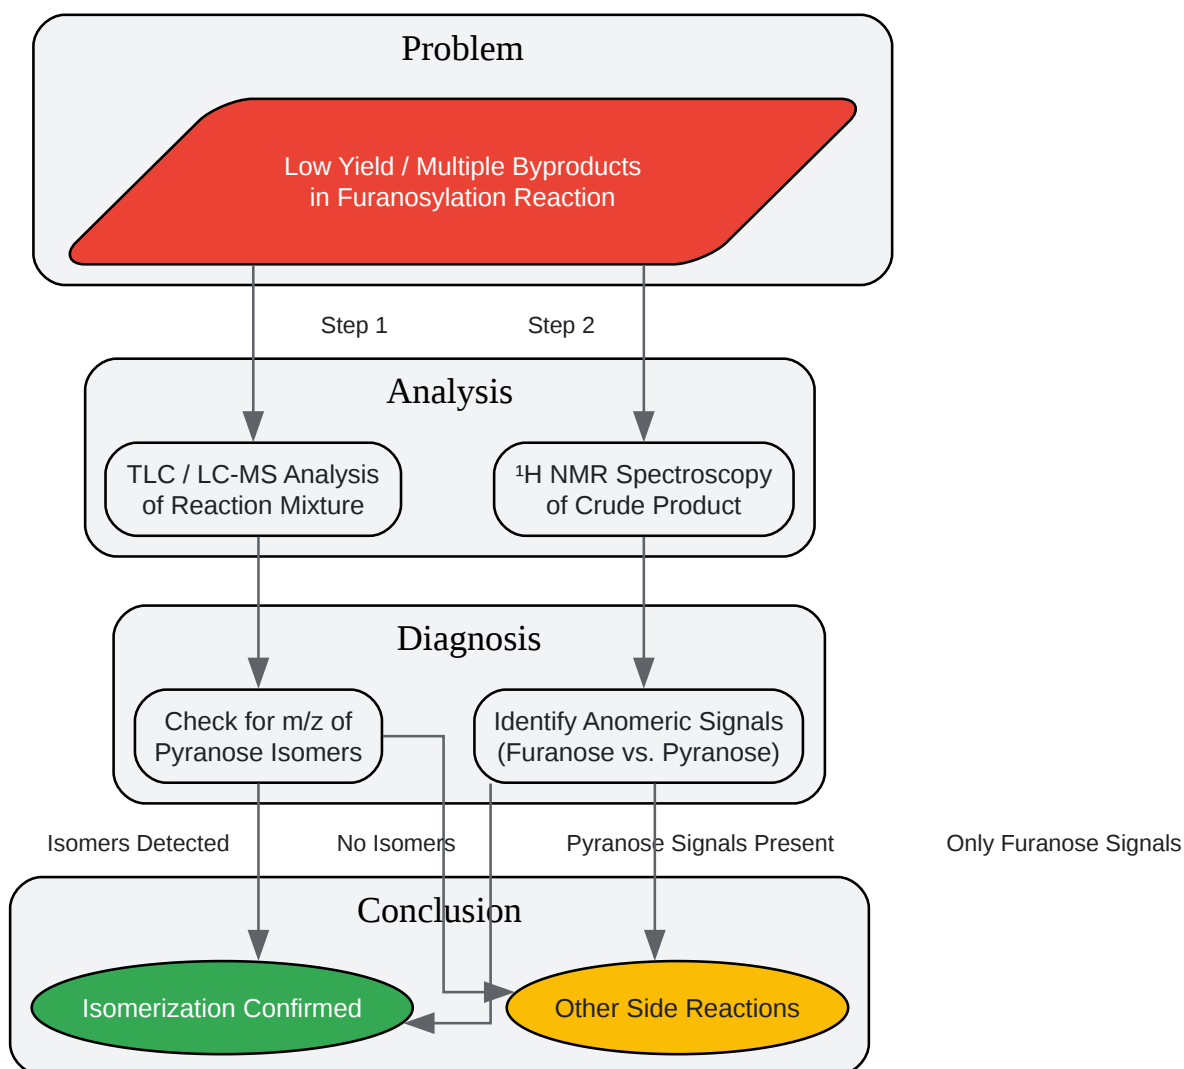 Problem
Low Yield / Multiple Byproducts
in Furanosylation Reaction
Step 1
Step 2
Analysis
TLC / LC-MS Analysis
of Reaction Mixture
¹H NMR Spectroscopy
of Crude Product
Diagnosis
Check for m/z of
Pyranose Isomers
Identify Anomeric Signals
(Furanose vs. Pyranose)
Isomers Detected
No Isomers
Pyranose Signals Present
Only Furanose Signals
Conclusion
Isomerization Confirmed
Other Side Reactions